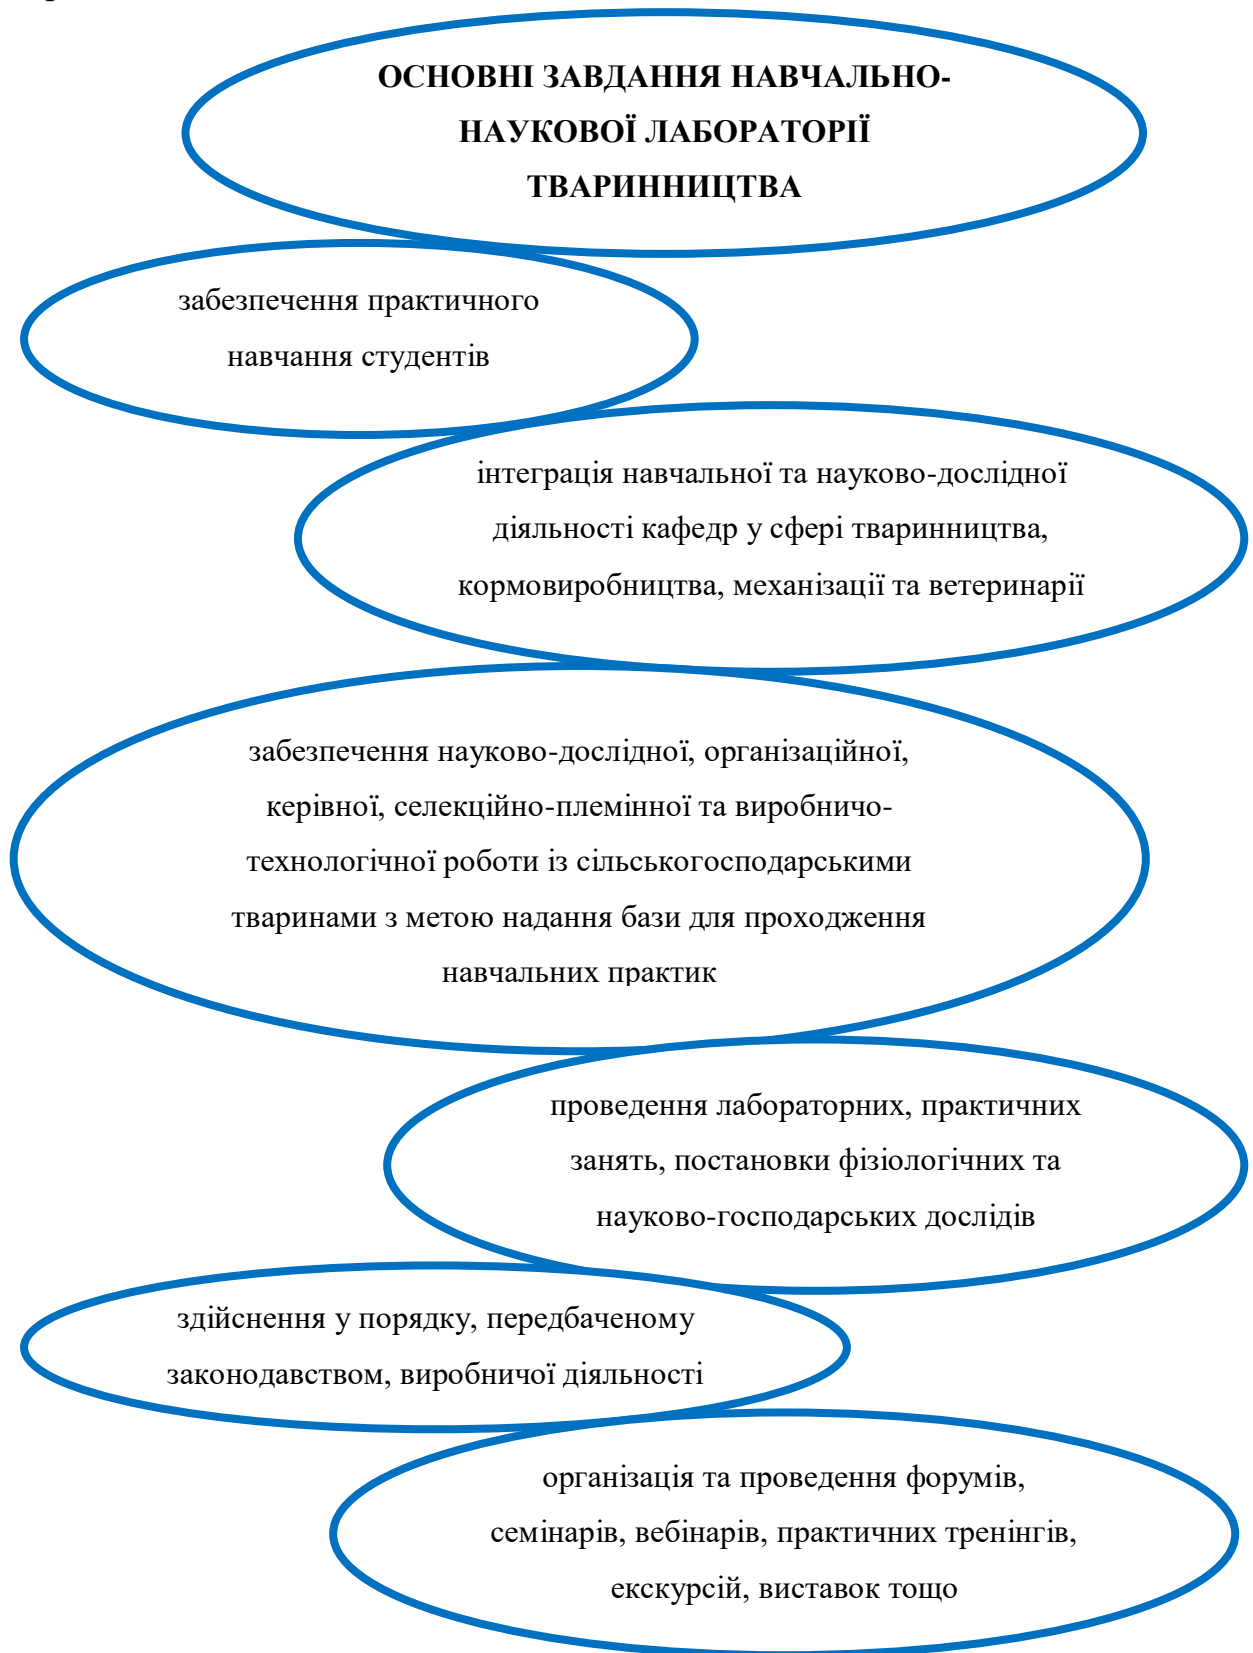 ОСНОВНІ ЗАВДАННЯ НАВЧАЛЬНО-
НАУКОВОЇ ЛАБОРАТОРІЇ
ТВАРИННИЦТВА
забезпечення практичного
навчання студентів
інтеграція навчальної та науково-дослідної
діяльності кафедр у сфері тваринництва,
кормовиробництва, механізації та ветеринарії
забезпечення науково-дослідної, організаційної,
керівної, селекційно-племінної та виробничо-
технологічної роботи із сільськогосподарськими
тваринами з метою надання бази для проходження
навчальних практик
проведення лабораторних, практичних
занять, постановки фізіологічних та
науково-господарських дослідів
здійснення у порядку, передбаченому
законодавством, виробничої діяльності
організація та проведення форумів,
семінарів, вебінарів, практичних тренінгів,
екскурсій, виставок тощо